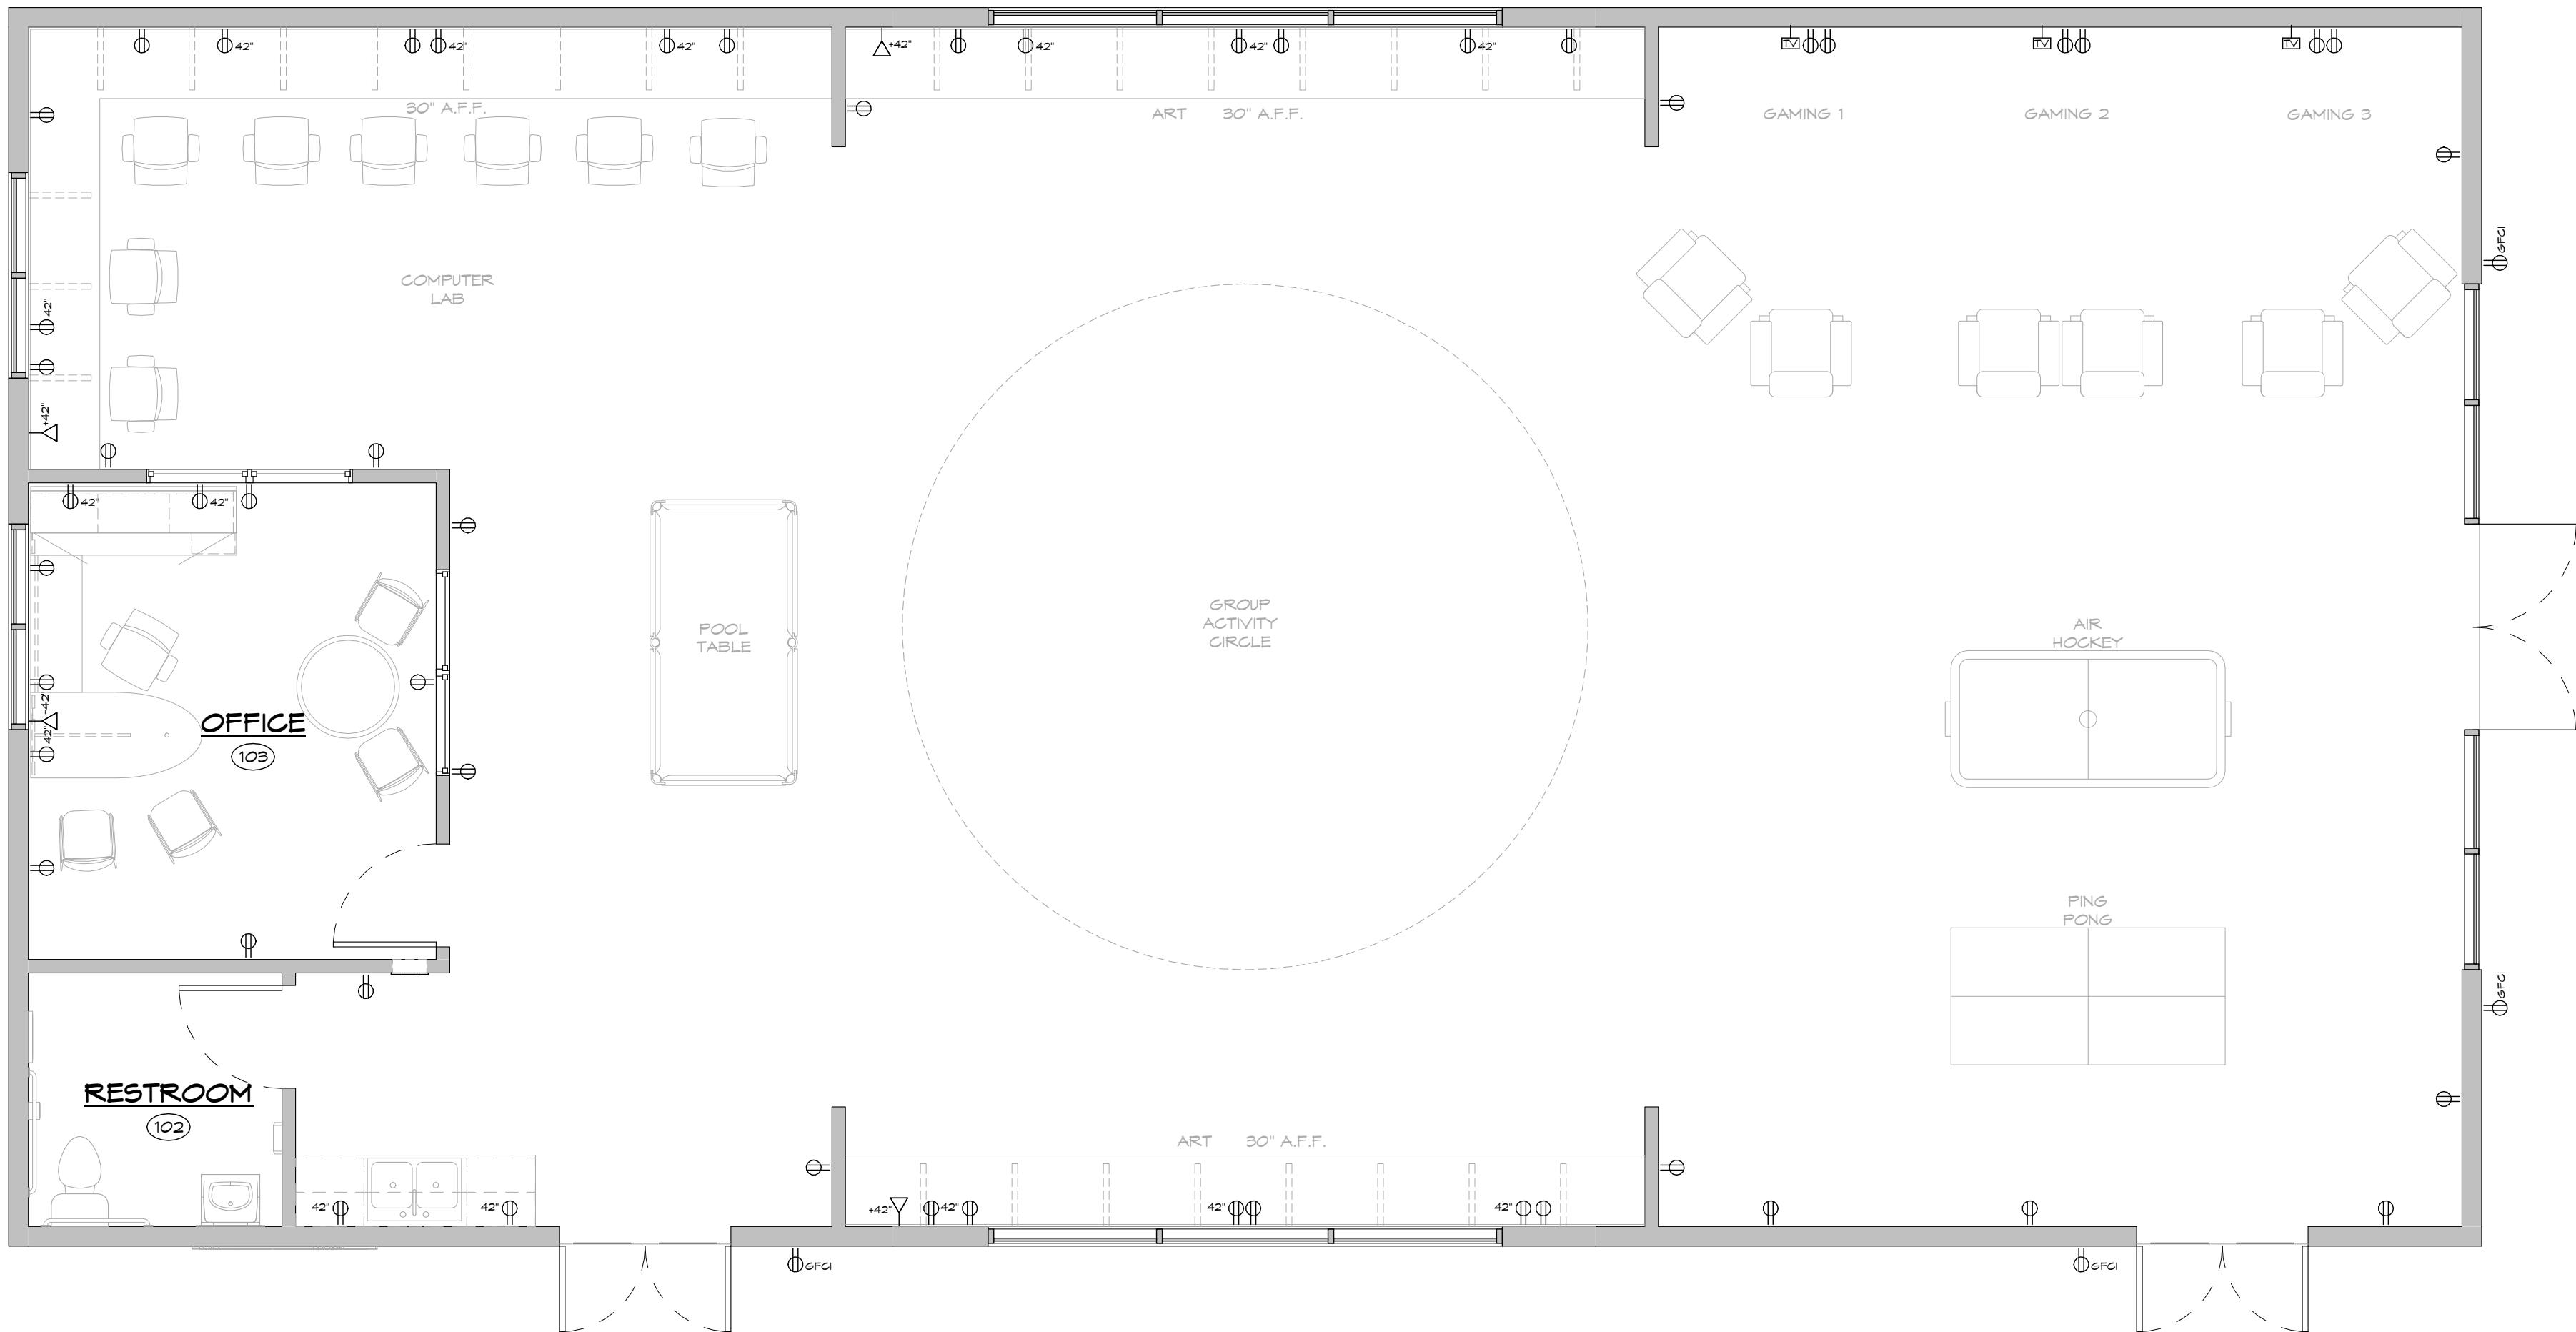 42"
42"
42"
+42"
42"
42"
42"
TV
TV
TV
30" A.F.F.
ART 30" A.F.F.
GAMING 1
GAMING 2
GAMING 3
GFCI
COMPUTER
LAB
42"
+42"
42"
42"
GROUP
ACTIVITY
CIRCLE
POOL
TABLE
AIR
HOCKEY
+42"
42"
OFFICE
103
PING
PONG
GFCI
RESTROOM
102
ART 30" A.F.F.
42"
42"
+42"
42"
42"
42"
GFCI
GFCI